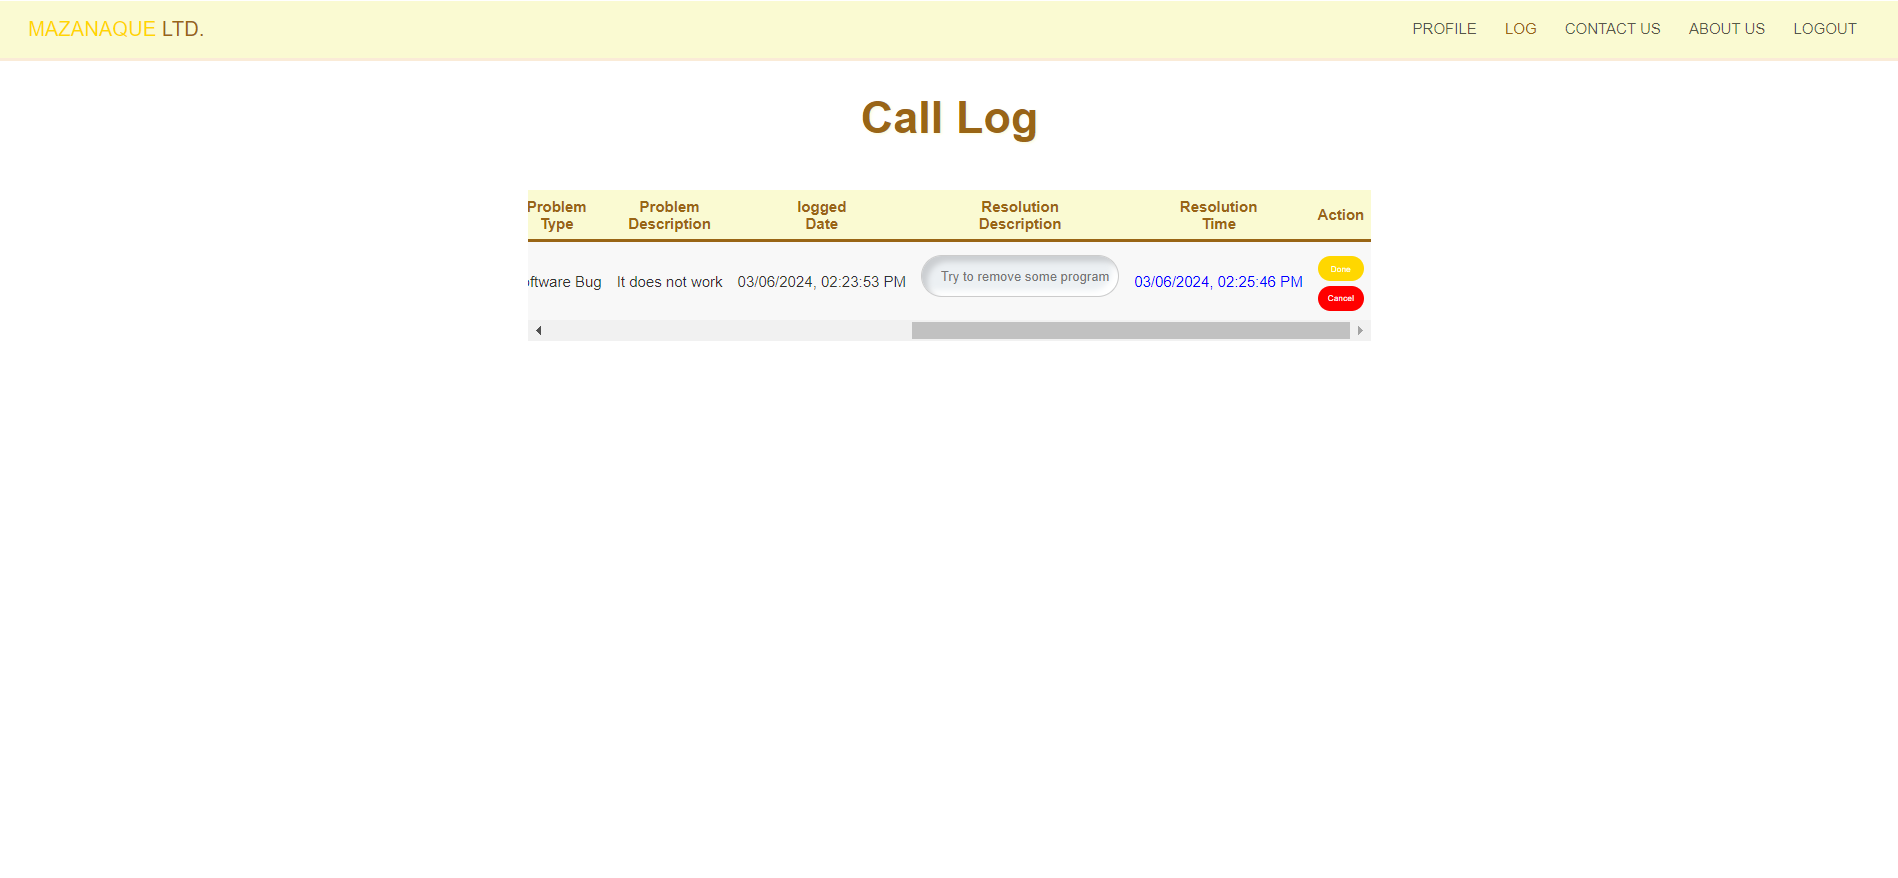 MAZANAQUE LTD.
PROFILE LOG CONTACT US ABOUT US LOGOUT
Call Log
Problem Type Problem Description logged Date Resolution Description Resolution Time Action
ftware Bug It does not work 03/06/2024, 02:23:53 PM Try to remove some program 03/06/2024, 02:25:46 PM Done
Cancel